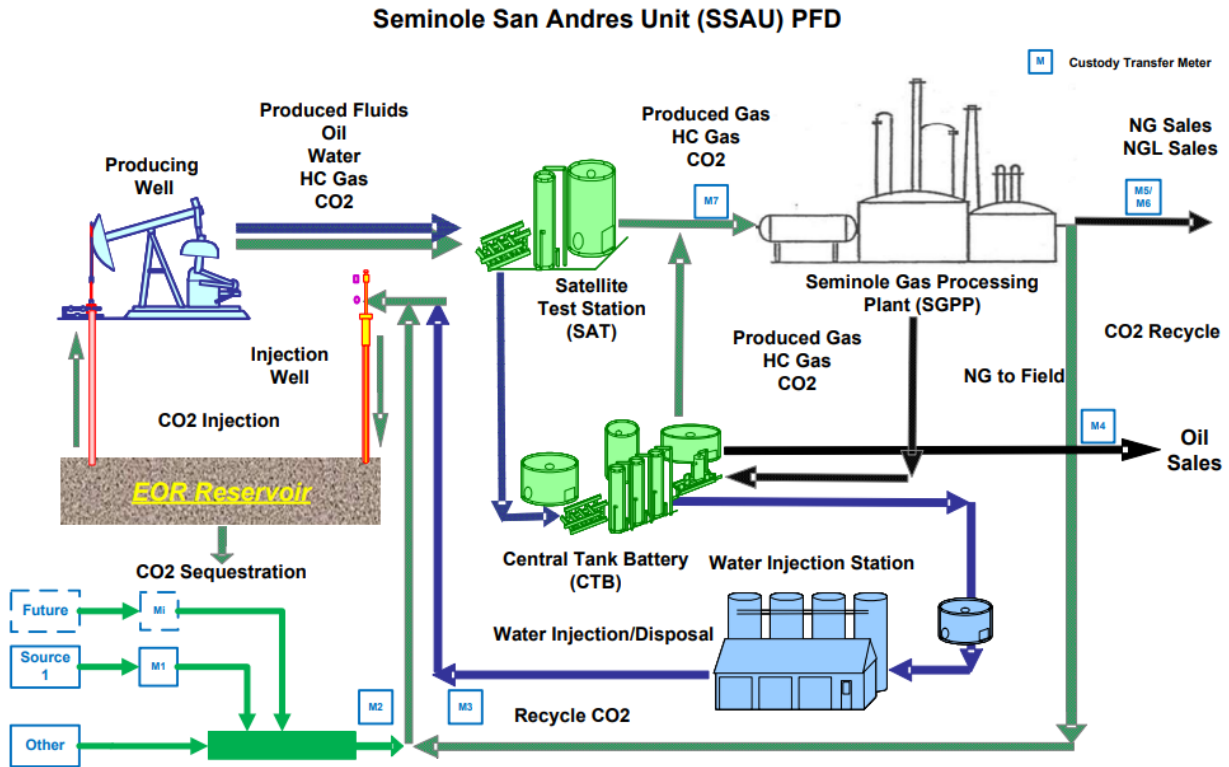 Seminole San Andres Unit (SSAU) PFD
M
Custody Transfer Meter
Produced Fluids
Oil
Water
HC Gas
CO2
Produced Gas
HC Gas
CO2
NG Sales
NGL Sales
Producing
Well
M7
M5/
M6
Satellite
Test Station
(SAT)
Seminole Gas Processing
Plant (SGPP)
Injection
Well
Produced Gas
HC Gas
CO2
CO2 Recycle
NG to Field
CO2 Injection
M4
Oil
Sales
EOR Reservoir
Central Tank Battery
(CTB)
Water Injection Station
CO2 Sequestration
Future
Mi
Water Injection/Disposal
Source
1
M1
M2
M3
Recycle CO2
Other